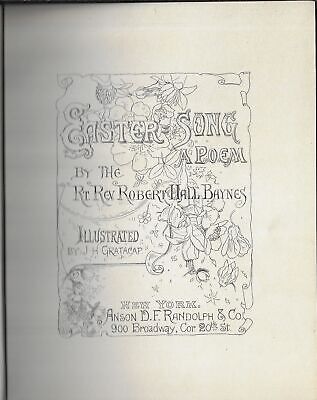 EASTER SONG
A POEM
BY THE
RT. REV. ROBERT HALL BAYNES
ILLUSTRATED
BY J. H. GRATACAP
NEW YORK.
ANSON D. F. RANDOLPH & CO.
900 Broadway, Cor 20th St.